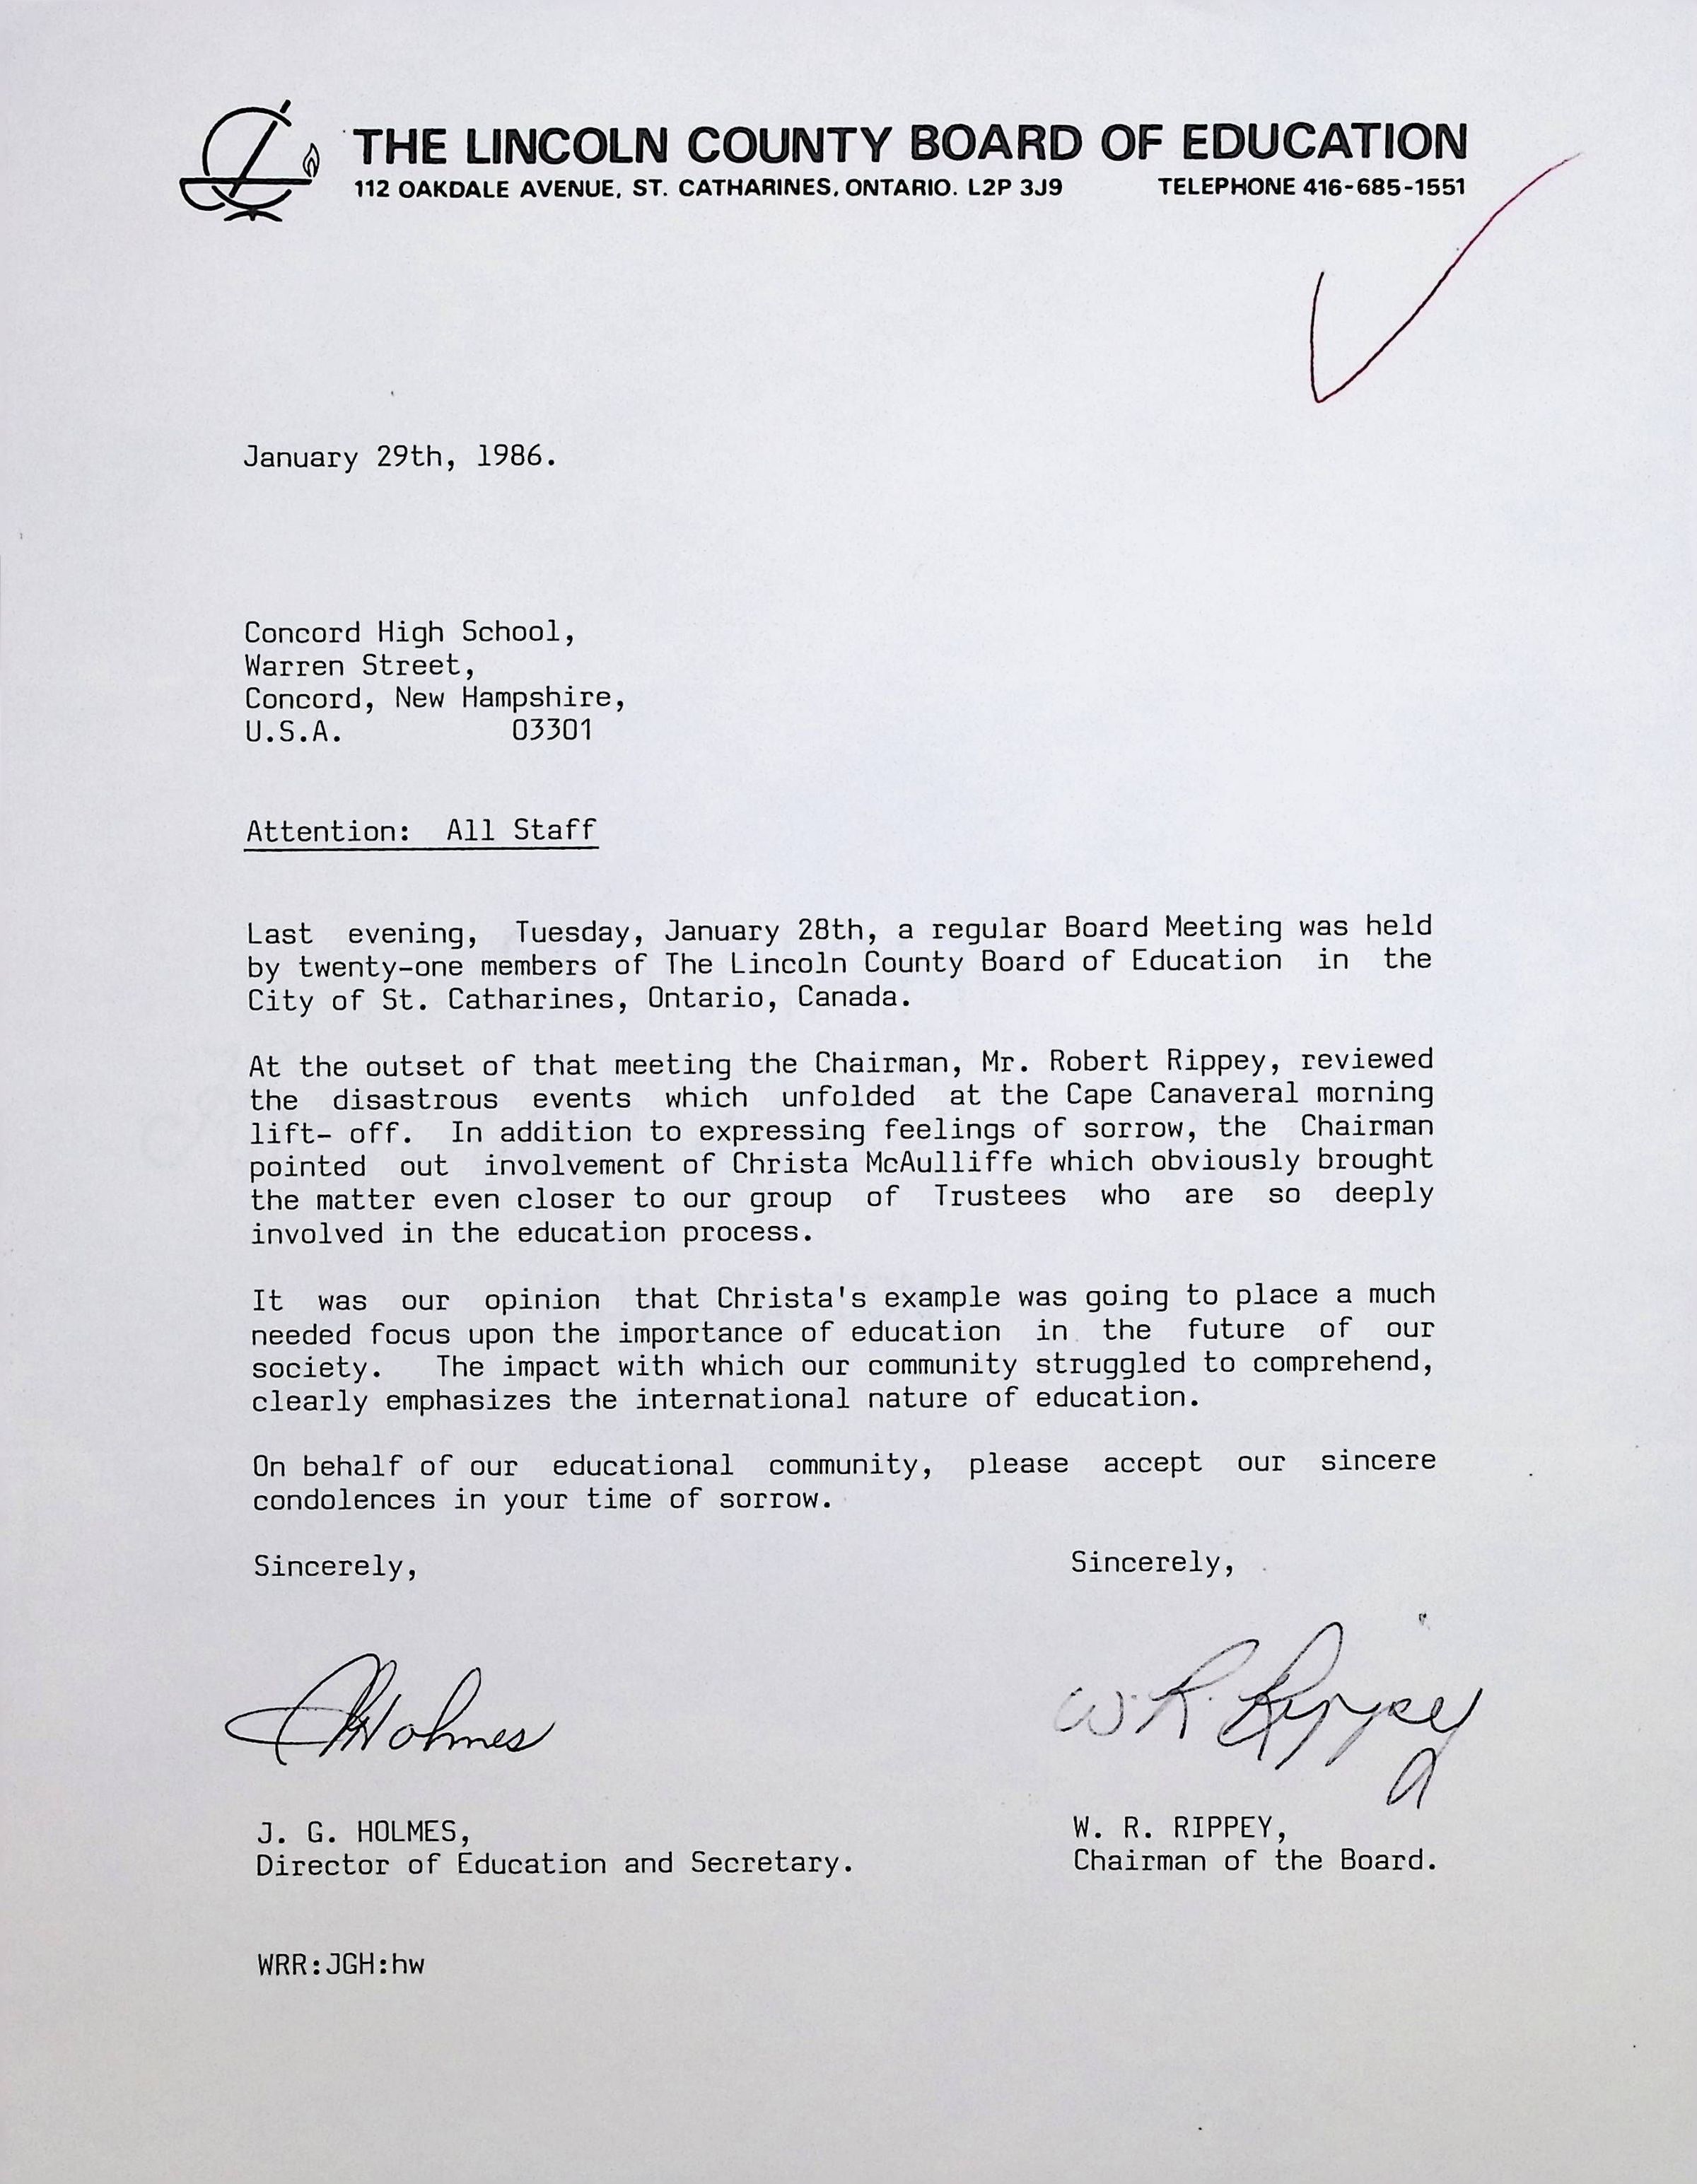 THE LINCOLN COUNTY BOARD OF EDUCATION
112 OAKDALE AVENUE, ST. CATHARINES, ONTARIO. L2P 3J9 TELEPHONE 416-685-1551
January 29th, 1986.
Concord High School,
Warren Street,
Concord, New Hampshire,
U.S.A. 03301
Attention: All Staff
Last evening, Tuesday, January 28th, a regular Board Meeting was held
by twenty-one members of The Lincoln County Board of Education in the
City of St. Catharines, Ontario, Canada.
At the outset of that meeting the Chairman, Mr. Robert Rippey, reviewed
the disastrous events which unfolded at the Cape Canaveral morning
lift- off. In addition to expressing feelings of sorrow, the Chairman
pointed out involvement of Christa McAulliffe which obviously brought
the matter even closer to our group of Trustees who are so deeply
involved in the education process.
It was our opinion that Christa's example was going to place a much
needed focus upon the importance of education in the future of our
society. The impact with which our community struggled to comprehend,
clearly emphasizes the international nature of education.
On behalf of our educational community, please accept our sincere
condolences in your time of sorrow.
Sincerely, Sincerely,
JGHolmes W. R. Rippey
J. G. HOLMES, W. R. RIPPEY,
Director of Education and Secretary. Chairman of the Board.
WRR:JGH:hw